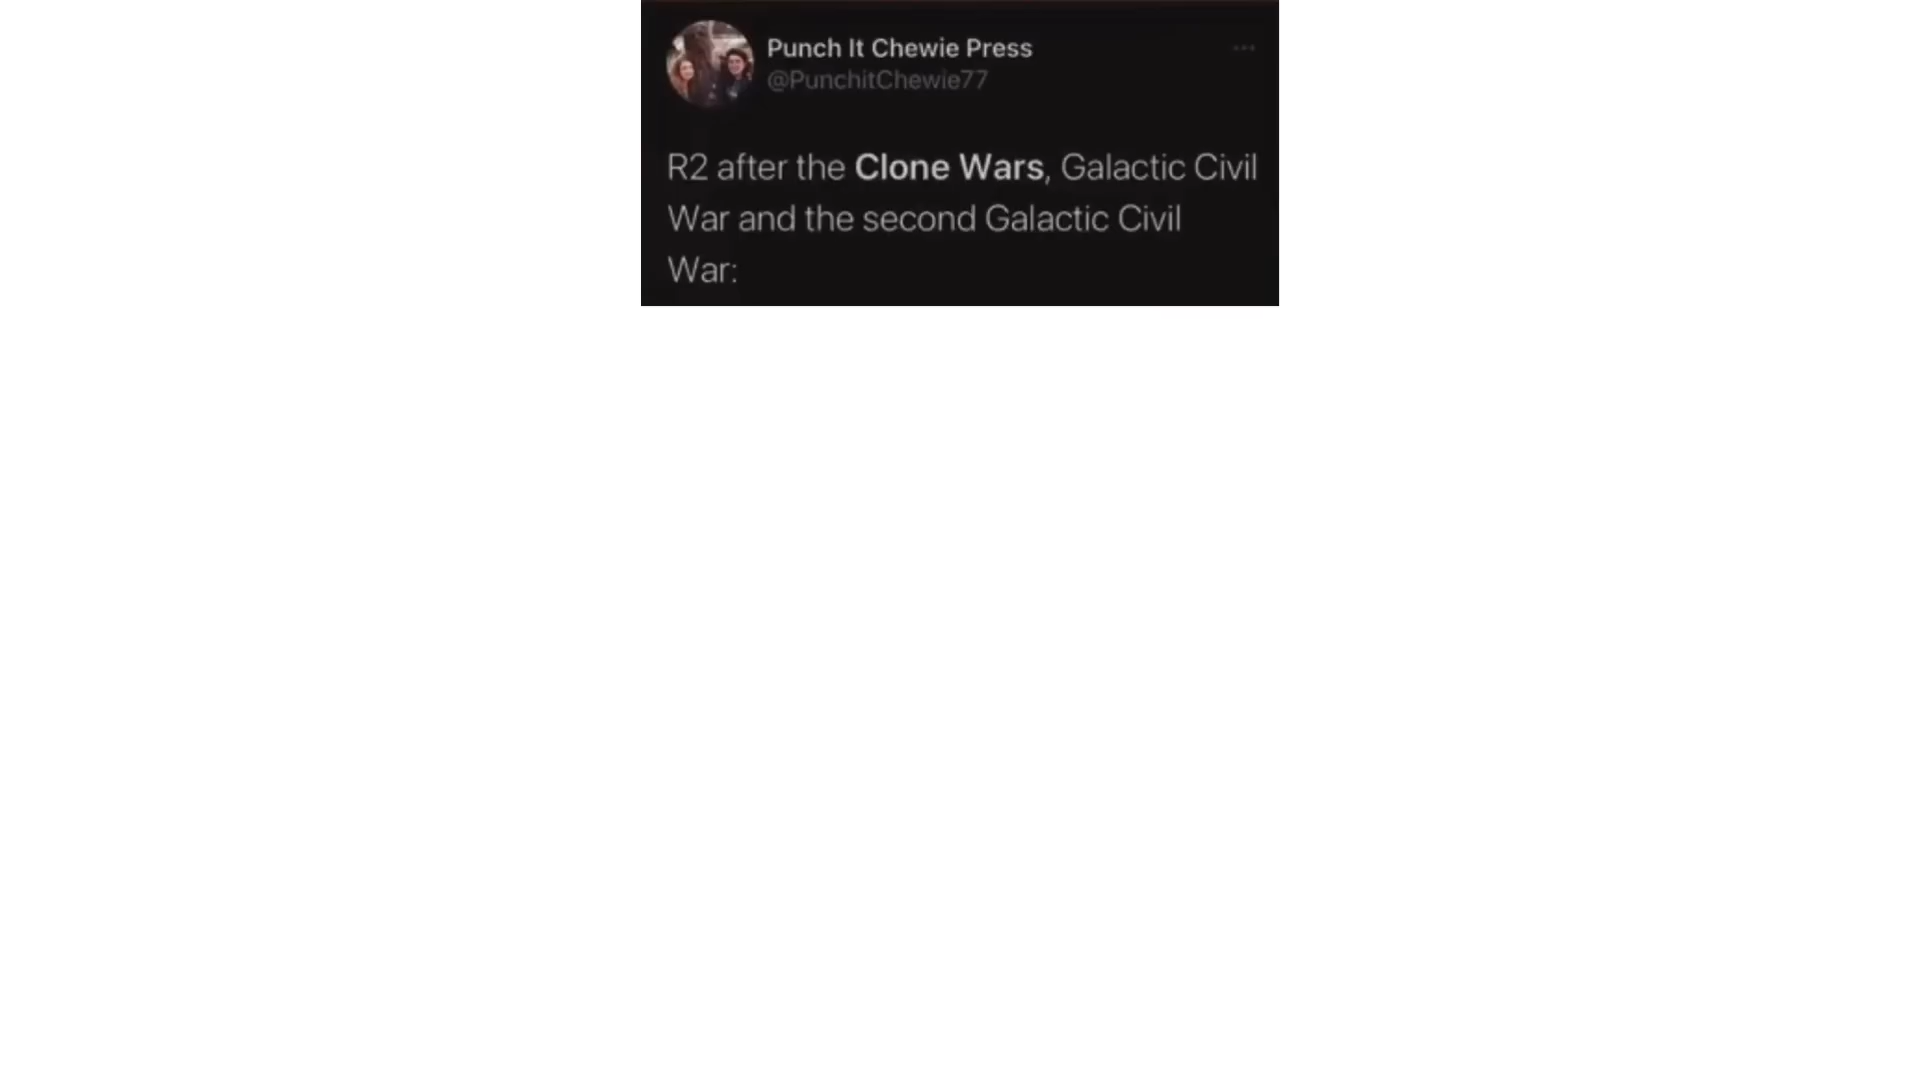 Punch It Chewie Press
@PunchitChewie77
R2 after the Clone Wars, Galactic Civil
War and the second Galactic Civil
War: